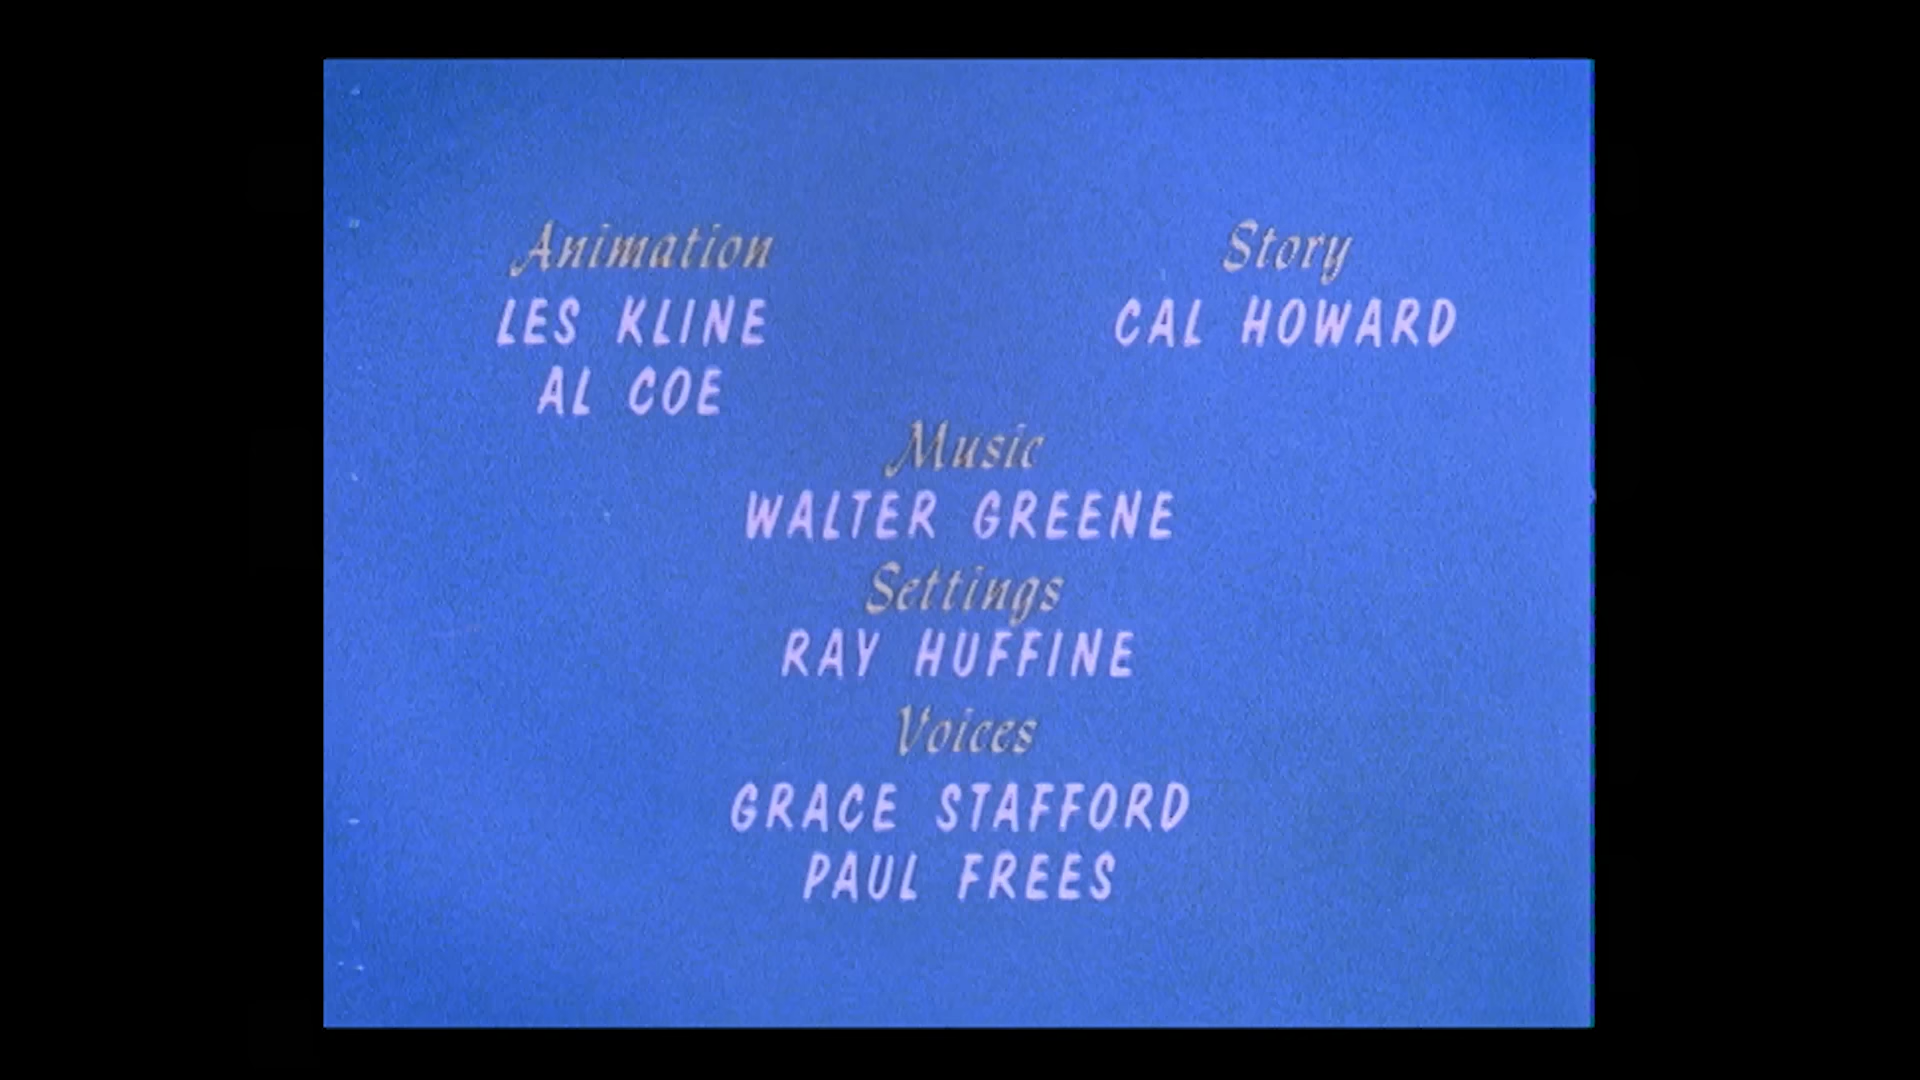 Animation
LES KLINE
AL COE
Story
CAL HOWARD
Music
WALTER GREENE
Settings
RAY HUFFINE
Voices
GRACE STAFFORD
PAUL FREES